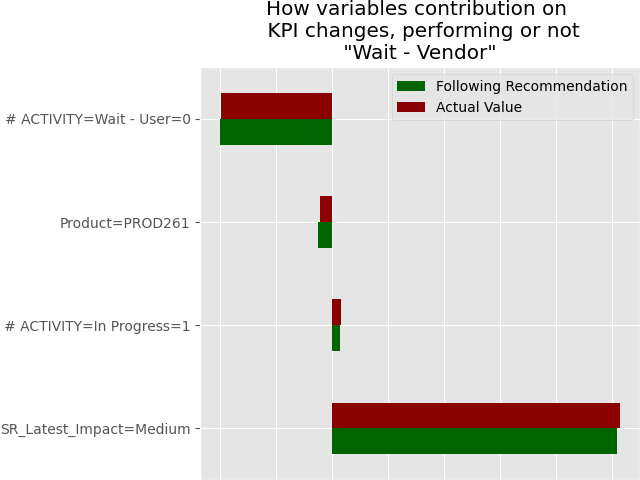 How variables contribution on
KPI changes, performing or not
"Wait - Vendor"
Following Recommendation
Actual Value
# ACTIVITY=Wait - User=0
Product=PROD261
# ACTIVITY=In Progress=1
SR_Latest_Impact=Medium